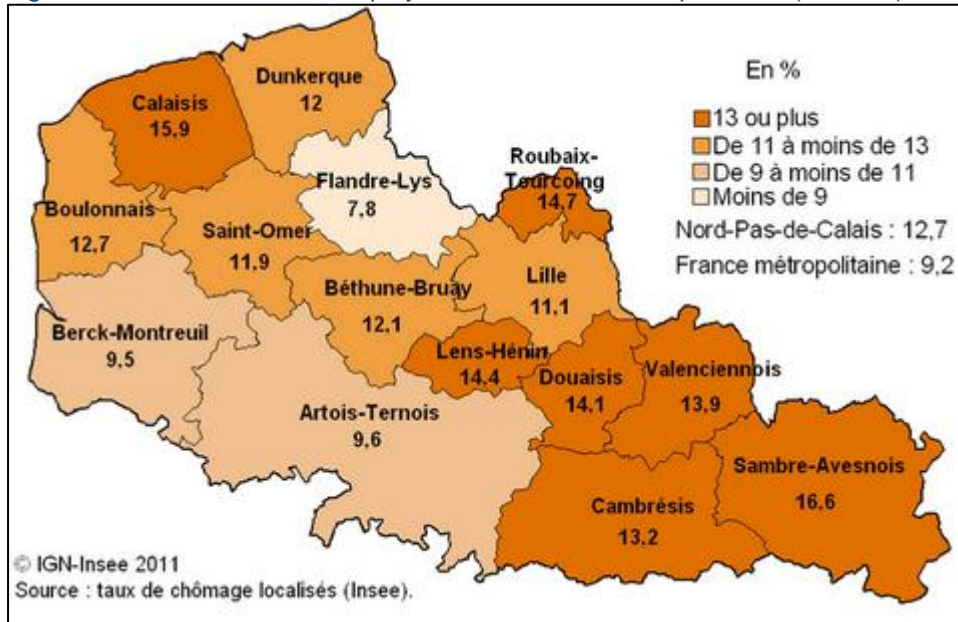 Dunkerque
12
Calaisis
15,9
En %
13 ou plus
De 11 à moins de 13
De 9 à moins de 11
Moins de 9
Nord-Pas-de-Calais : 12,7
France métropolitaine : 9,2
Roubaix-
Tourcoing
14,7
Flandre-Lys
7,8
Boulonnais
12,7
Saint-Omer
11,9
Lille
11,1
Béthune-Bruay
12,1
Berck-Montreuil
9,5
Lens-Hénin
14,4
Douaisis
14,1
Valenciennois
13,9
Artois-Ternois
9,6
Sambre-Avesnois
16,6
Cambrésis
13,2
© IGN-Insee 2011
Source : taux de chômage localisés (Insee).